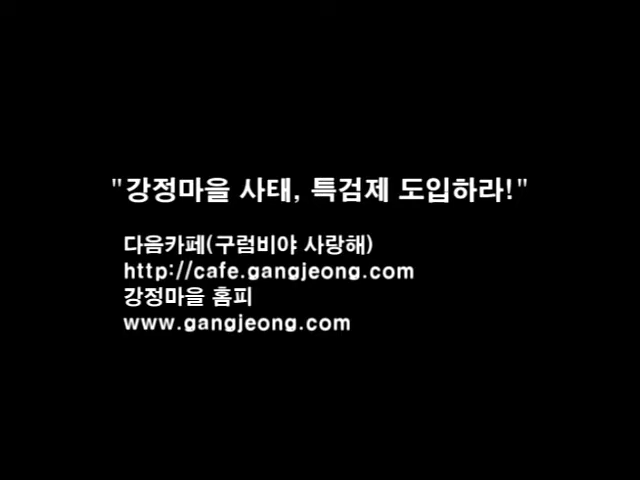 "강정마을 사태, 특검제 도입하라!"
다음카페(구럼비야 사랑해)
http://cafe.gangjeong.com
강정마을 홈피
www.gangjeong.com